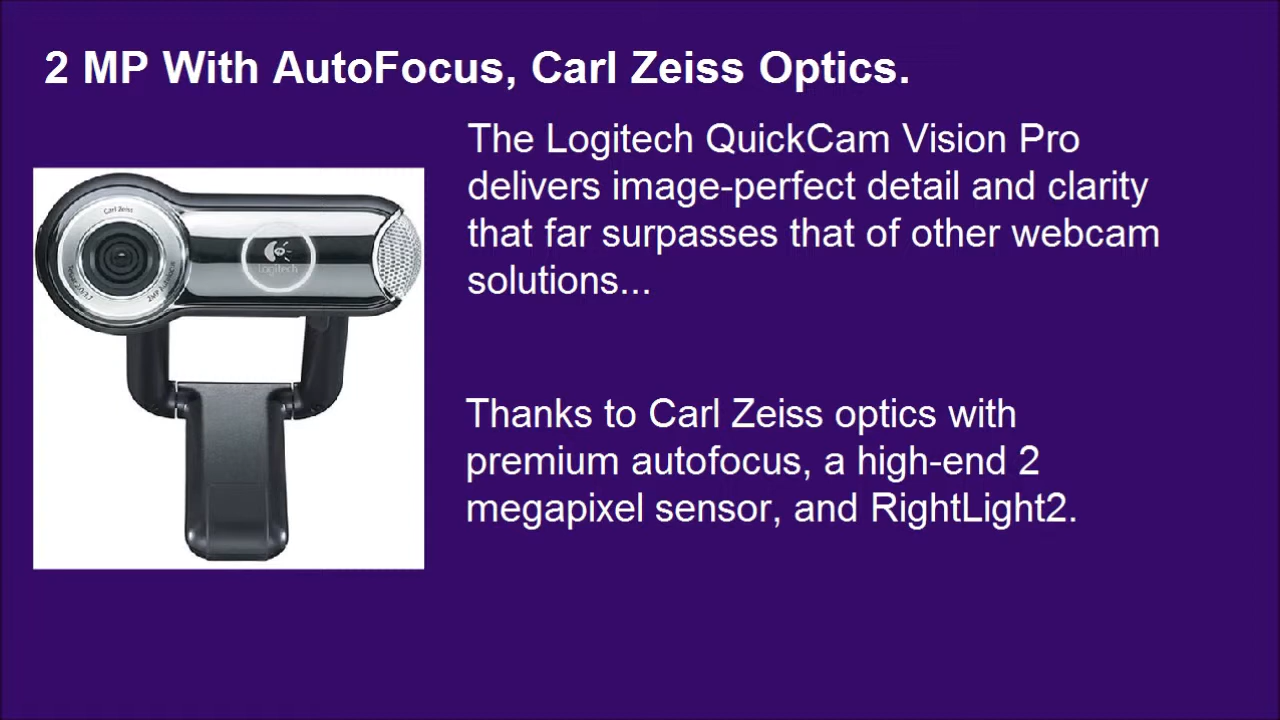 2 MP With AutoFocus, Carl Zeiss Optics.
The Logitech QuickCam Vision Pro
delivers image-perfect detail and clarity
that far surpasses that of other webcam
solutions...
Carl Zeiss
Logitech
Thanks to Carl Zeiss optics with
premium autofocus, a high-end 2
megapixel sensor, and RightLight2.